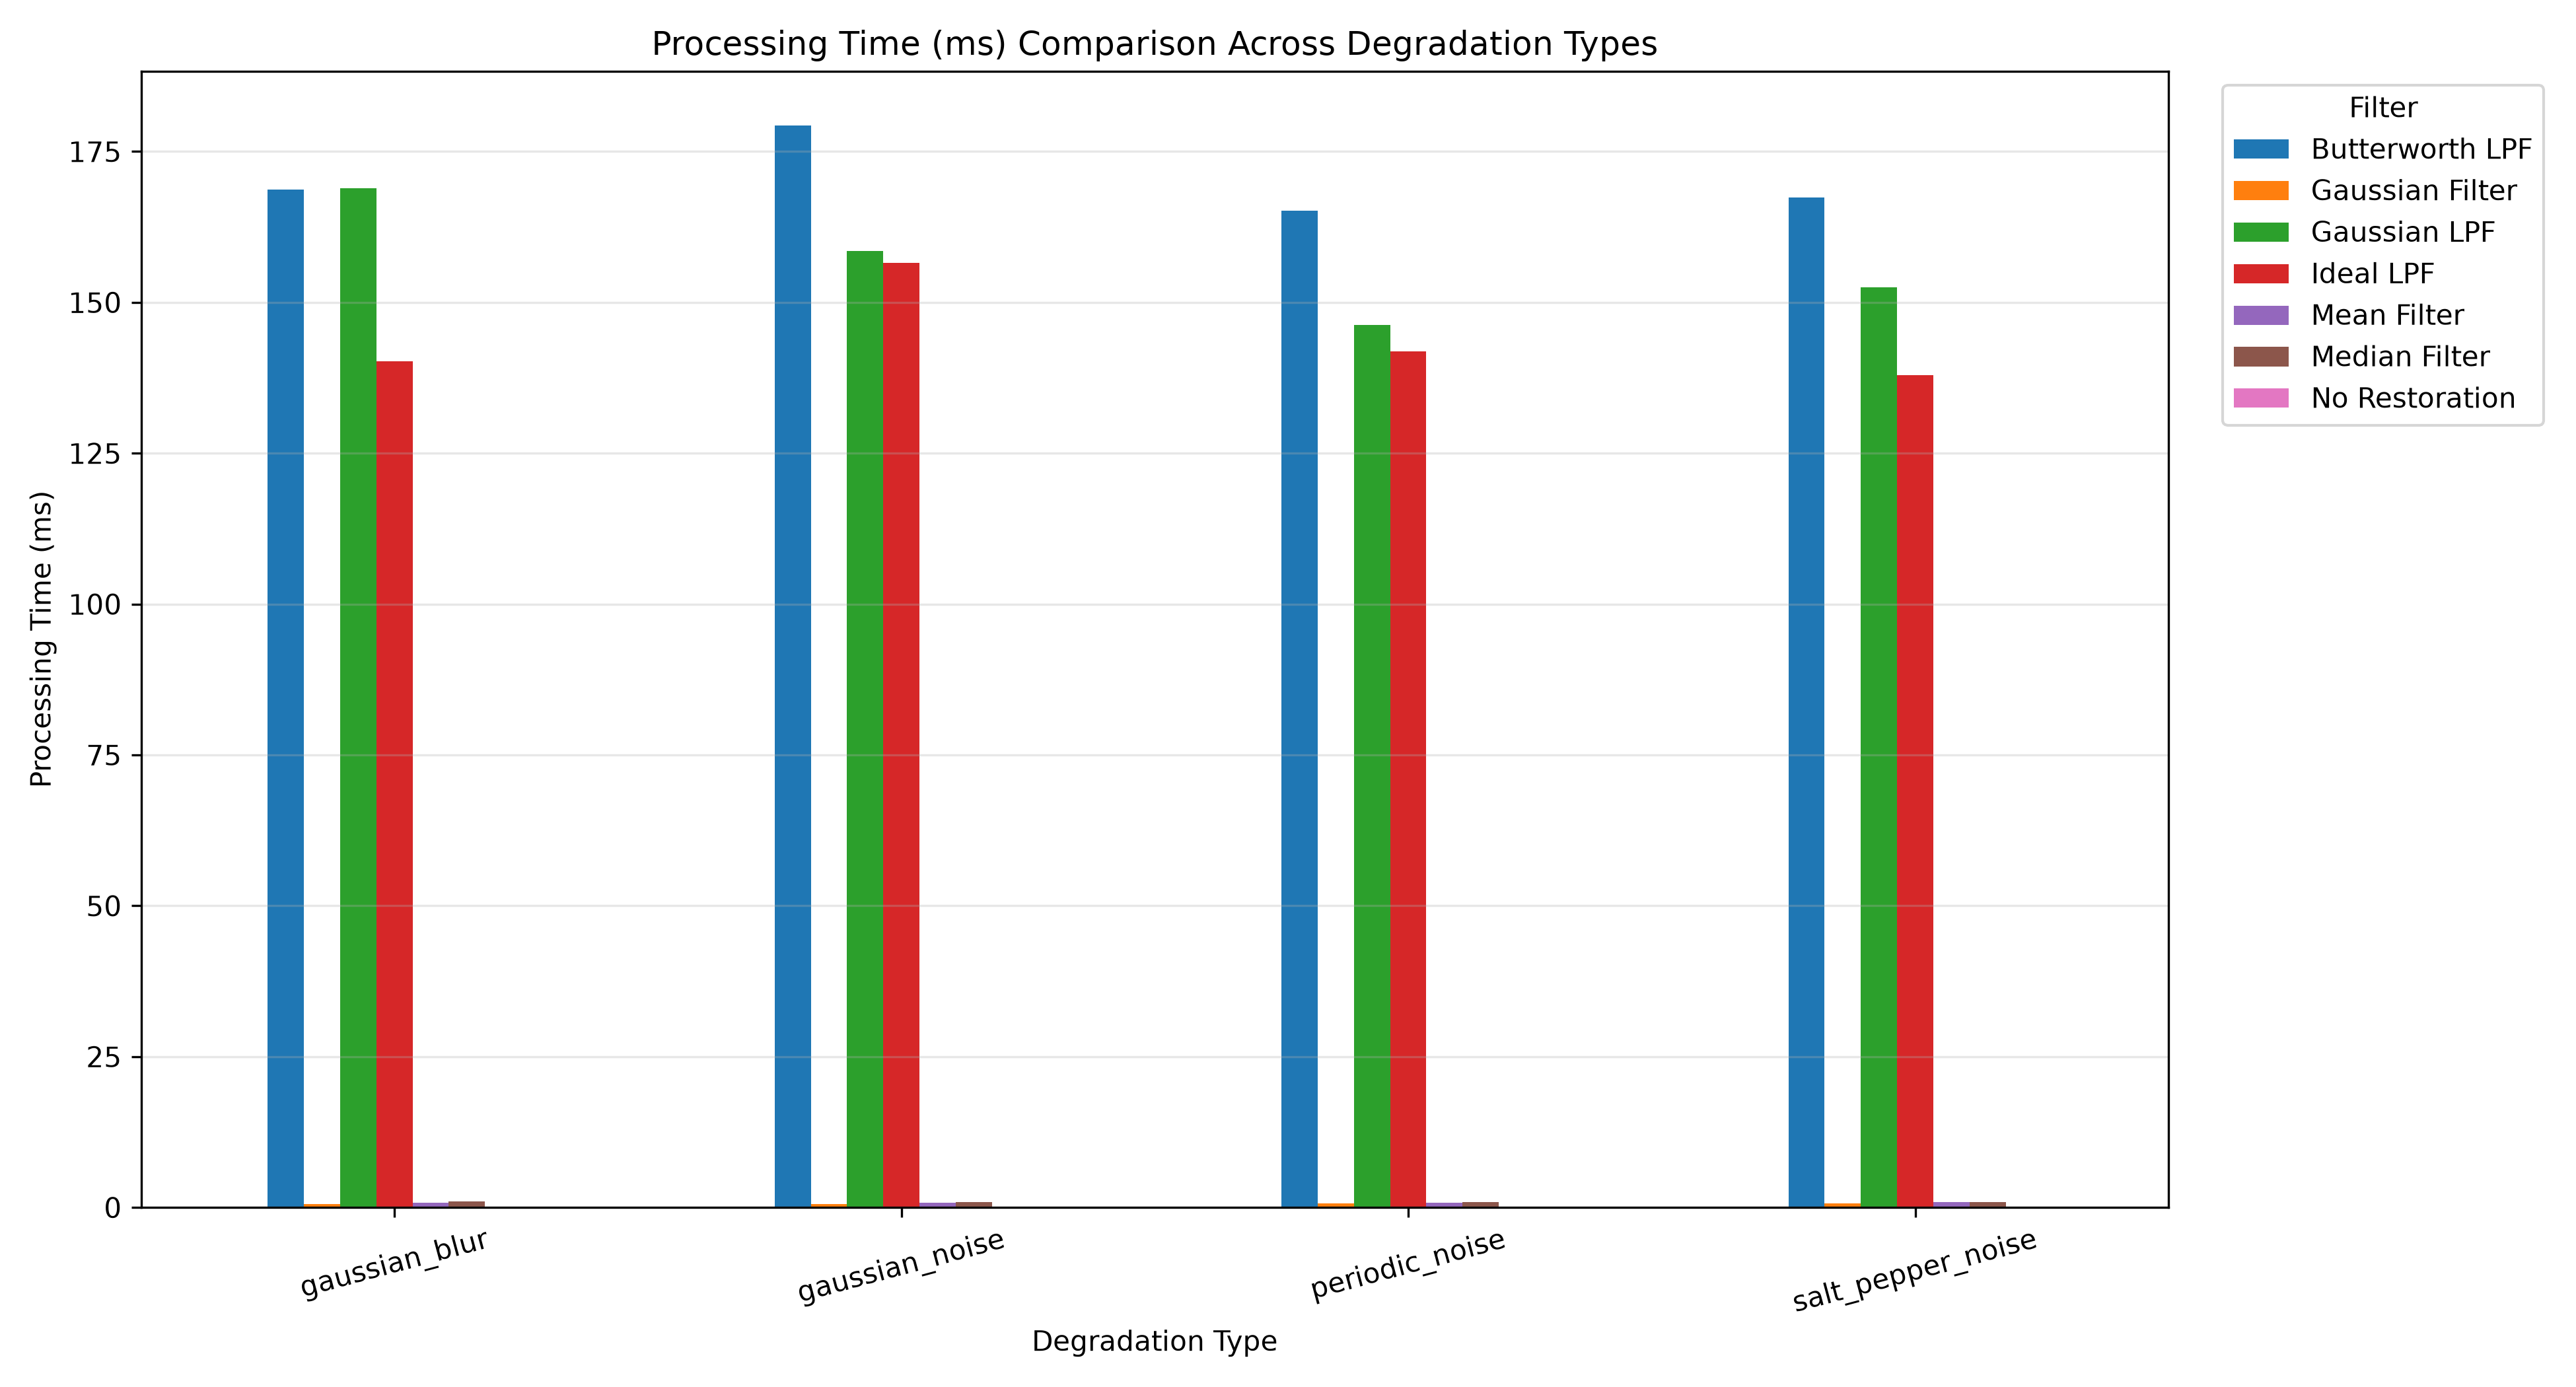 Processing Time (ms) Comparison Across Degradation Types
Processing Time (ms)
175
150
125
100
75
50
25
0
gaussian_blur
gaussian_noise
periodic_noise
salt_pepper_noise
Degradation Type
Filter
Butterworth LPF
Gaussian Filter
Gaussian LPF
Ideal LPF
Mean Filter
Median Filter
No Restoration